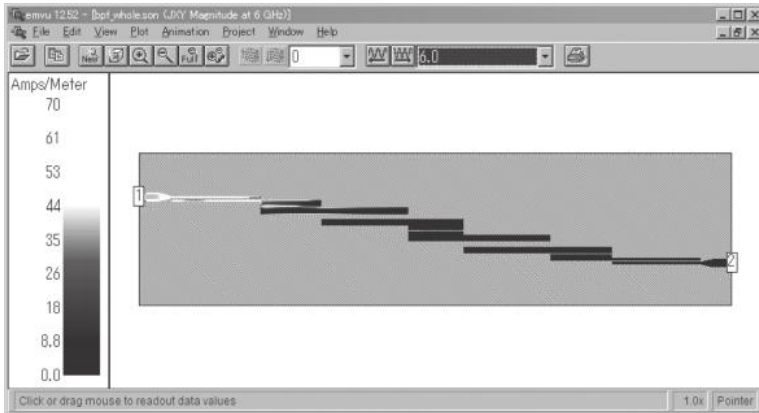 emvu 12.52 - [bpf_whole.son (JXY Magnitude at 6 GHz)]
File Edit View Plot Animation Project Window Help
New Full 0 6.0
Amps/Meter
70
61
53
44
35
26
18
8.8
0.0
1
2
Click or drag mouse to readout data values 1.0x Pointer